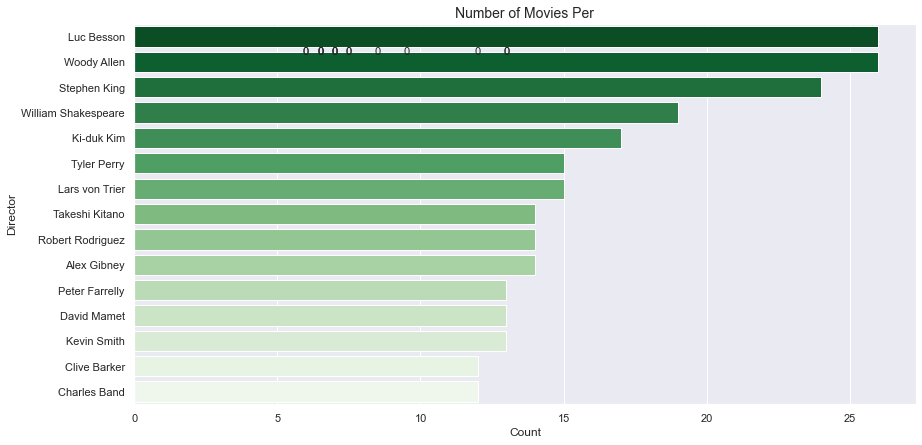 Number of Movies Per
Luc Besson
0 0 0 0 0 0 0 0
Woody Allen
Stephen King
William Shakespeare
Ki-duk Kim
Tyler Perry
Lars von Trier
Director
Takeshi Kitano
Robert Rodriguez
Alex Gibney
Peter Farrelly
David Mamet
Kevin Smith
Clive Barker
Charles Band
0 5 10 15 20 25
Count